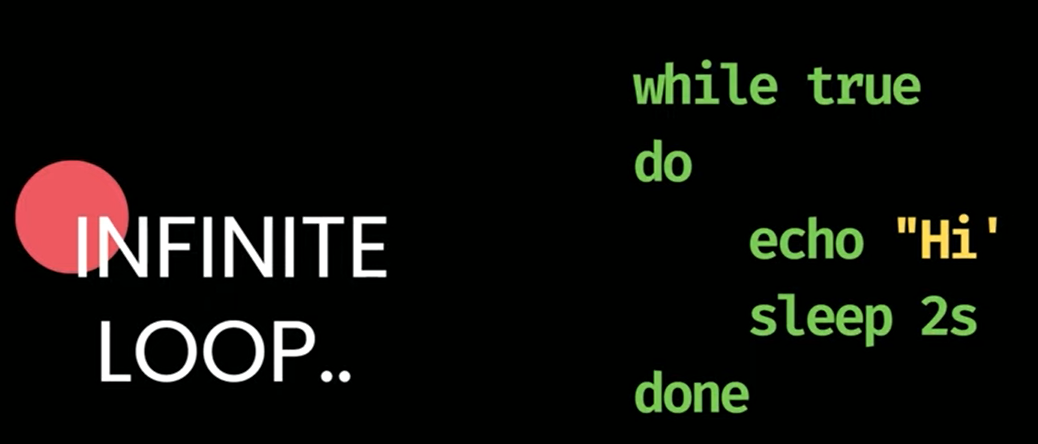 INFINITE
LOOP..
while true
do
echo "Hi'
sleep 2s
done